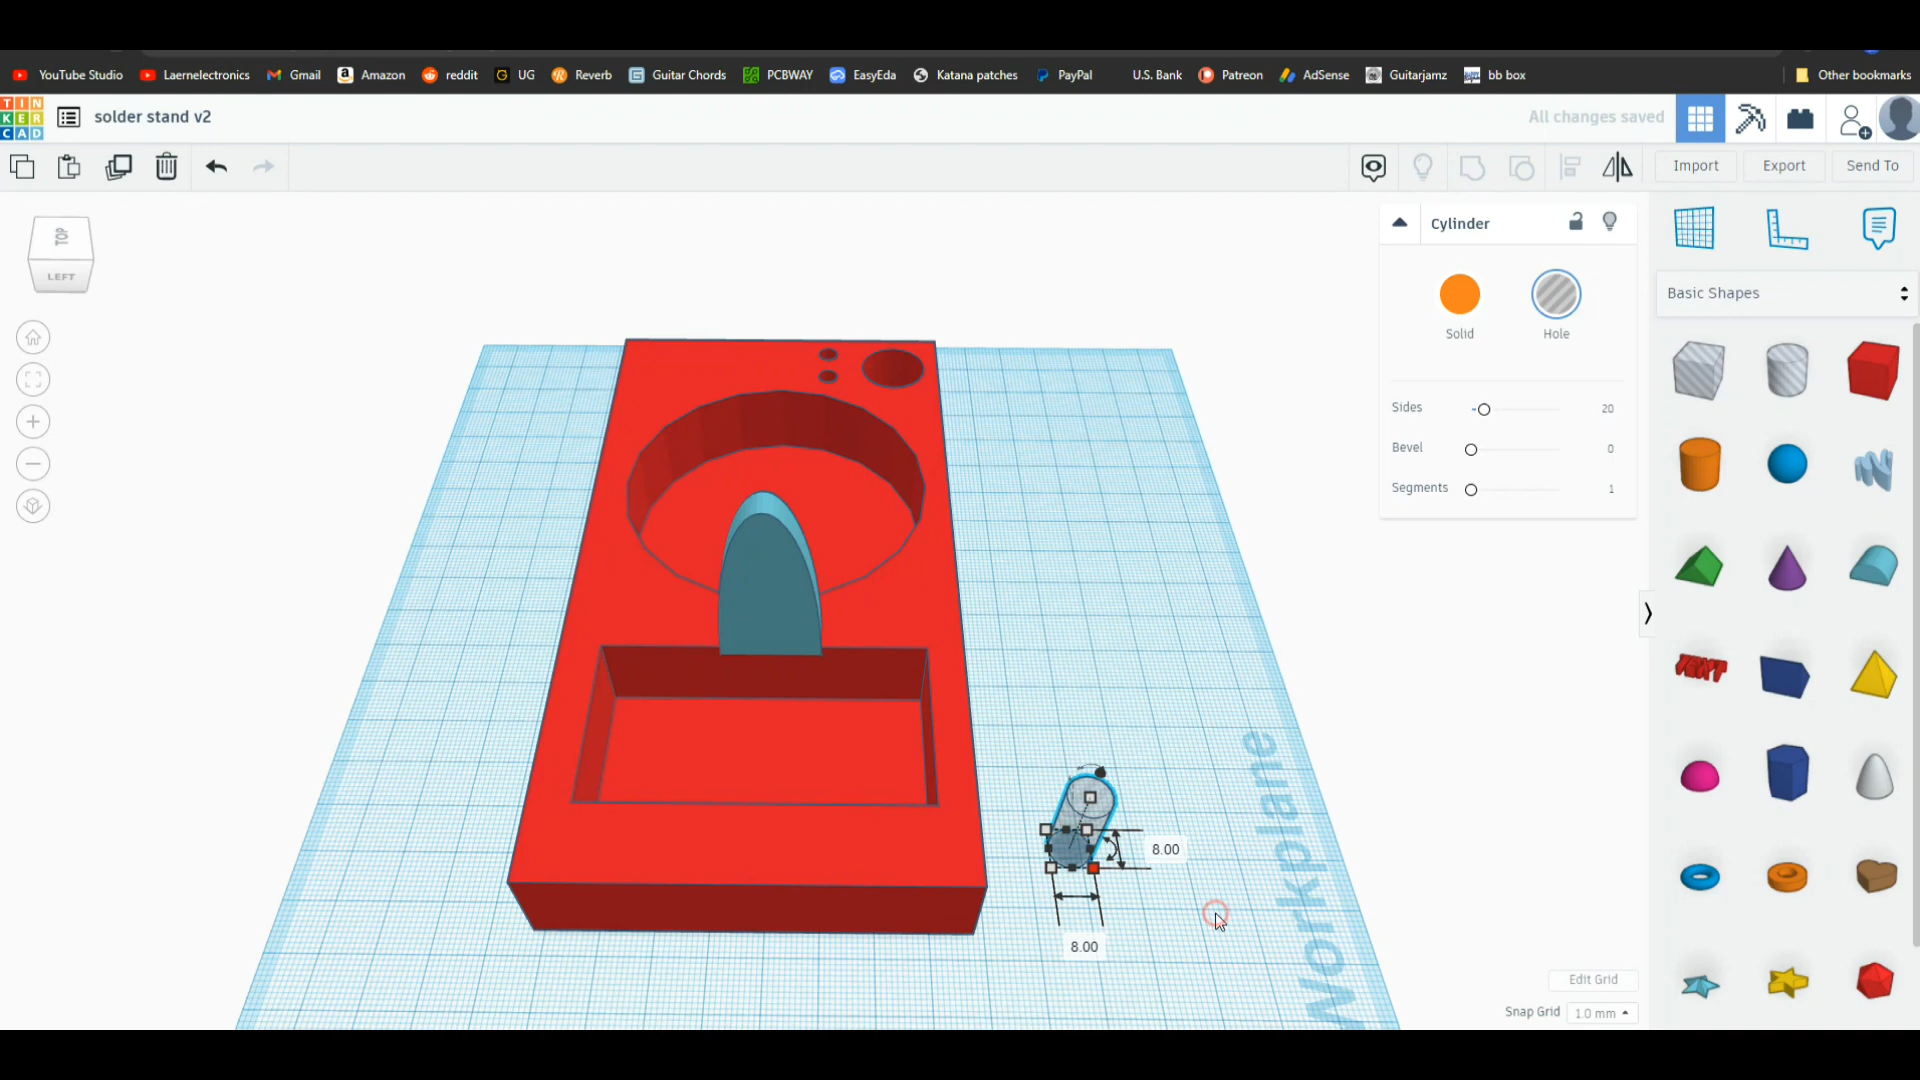 YouTube Studio Laernelectronics Gmail Amazon reddit UG Reverb Guitar Chords PCBWAY EasyEda Katana patches PayPal U.S. Bank Patreon AdSense Guitarjamz bb box Other bookmarks
TIN
KER
CAD
solder stand v2
All changes saved
Import Export Send To
TOP
LEFT
Cylinder
Solid Hole
Sides 20
Bevel 0
Segments 1
Basic Shapes
TEXT
8.00
8.00
Workplane
Edit Grid
Snap Grid 1.0 mm